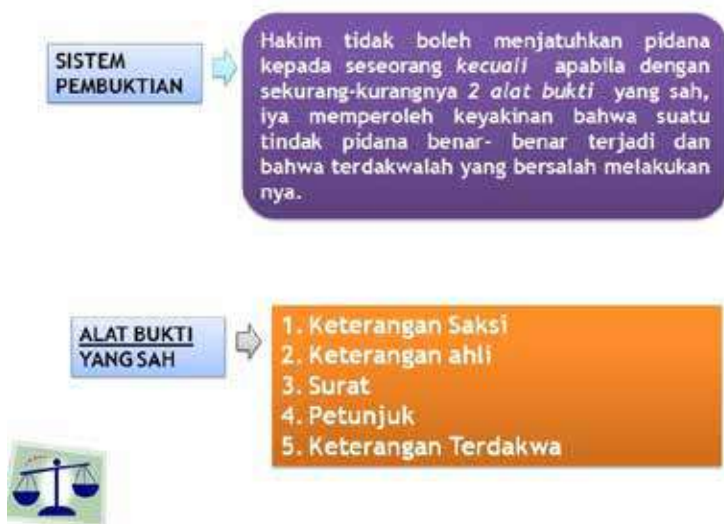 SISTEM
PEMBUKTIAN
Hakim tidak boleh menjatuhkan pidana
kepada seseorang kecuali apabila dengan
sekurang-kurangnya 2 alat bukti yang sah,
iya memperoleh keyakinan bahwa suatu
tindak pidana benar- benar terjadi dan
bahwa terdakwalah yang bersalah melakukan
nya.
ALAT BUKTI
YANG SAH
1. Keterangan Saksi
2. Keterangan ahli
3. Surat
4. Petunjuk
5. Keterangan Terdakwa